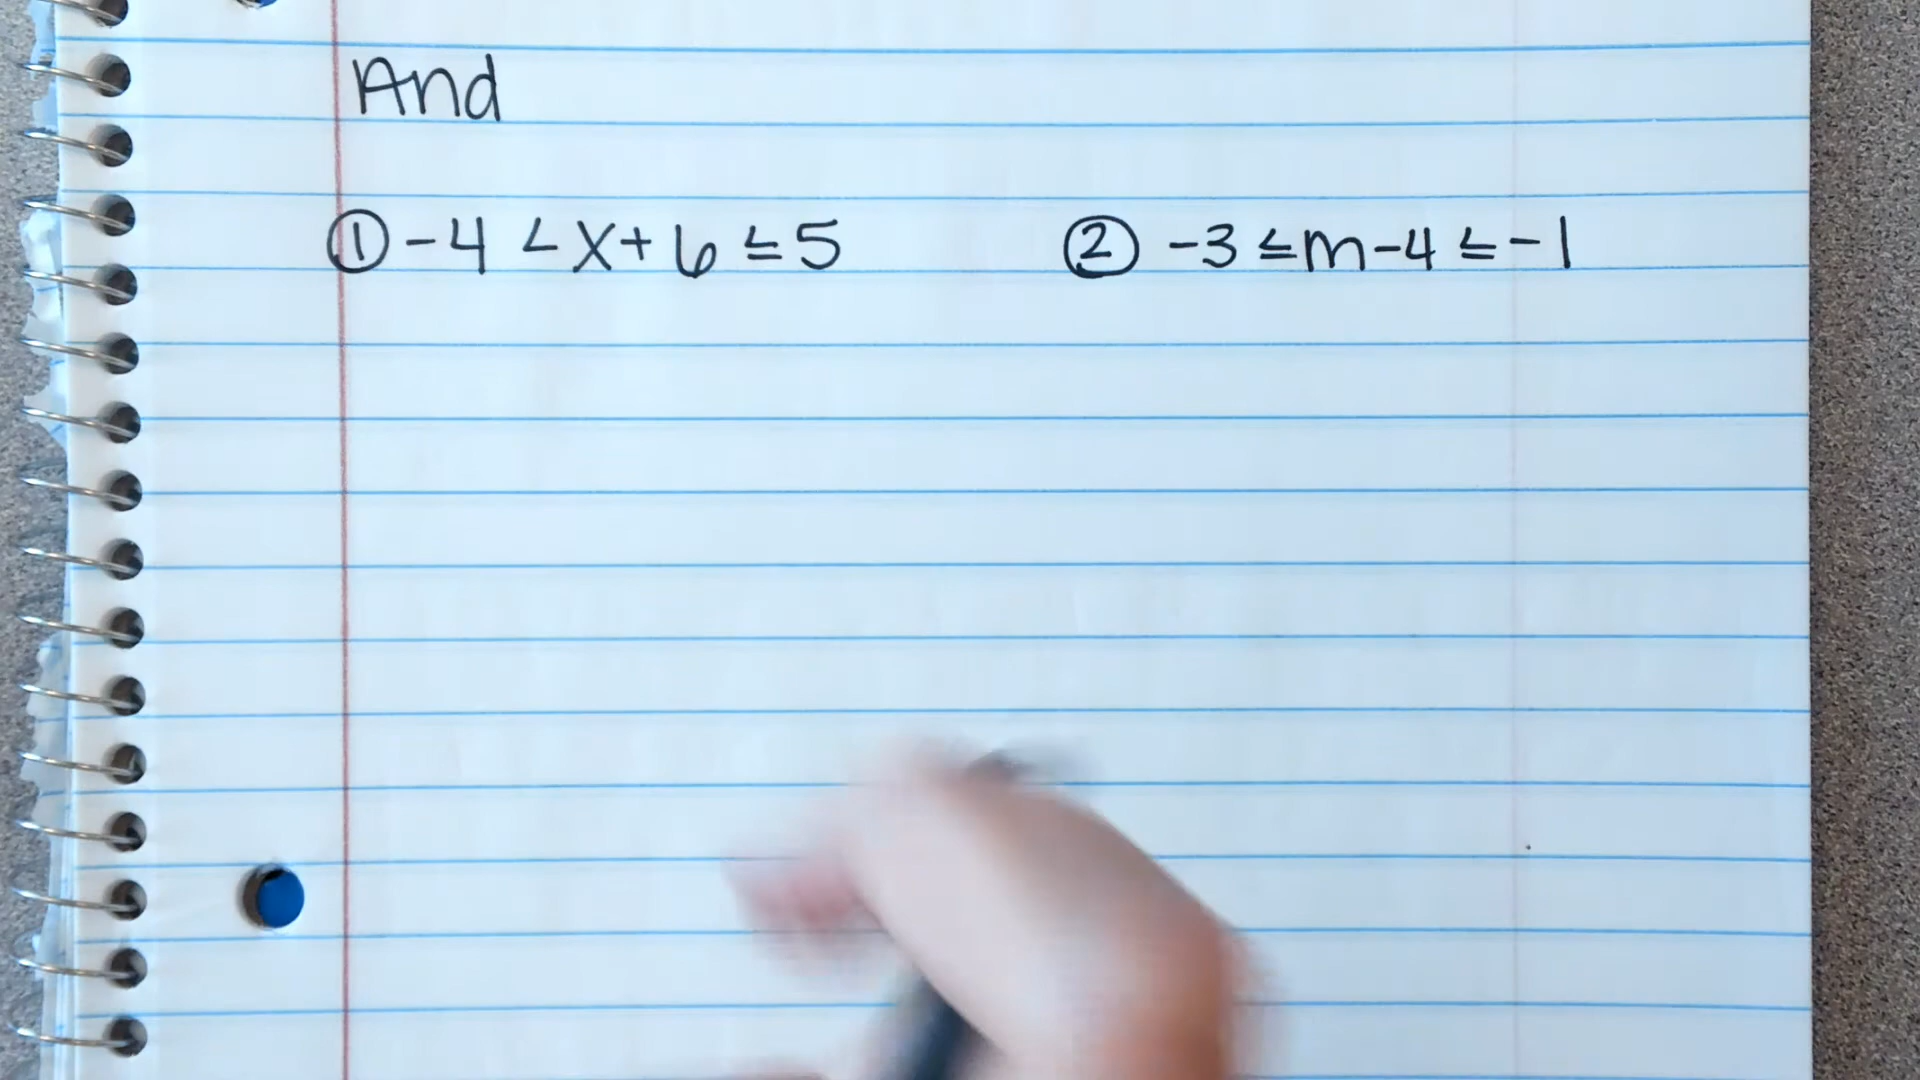 And
① -4 < x + 6 ≤ 5
② -3 ≤ m - 4 ≤ -1